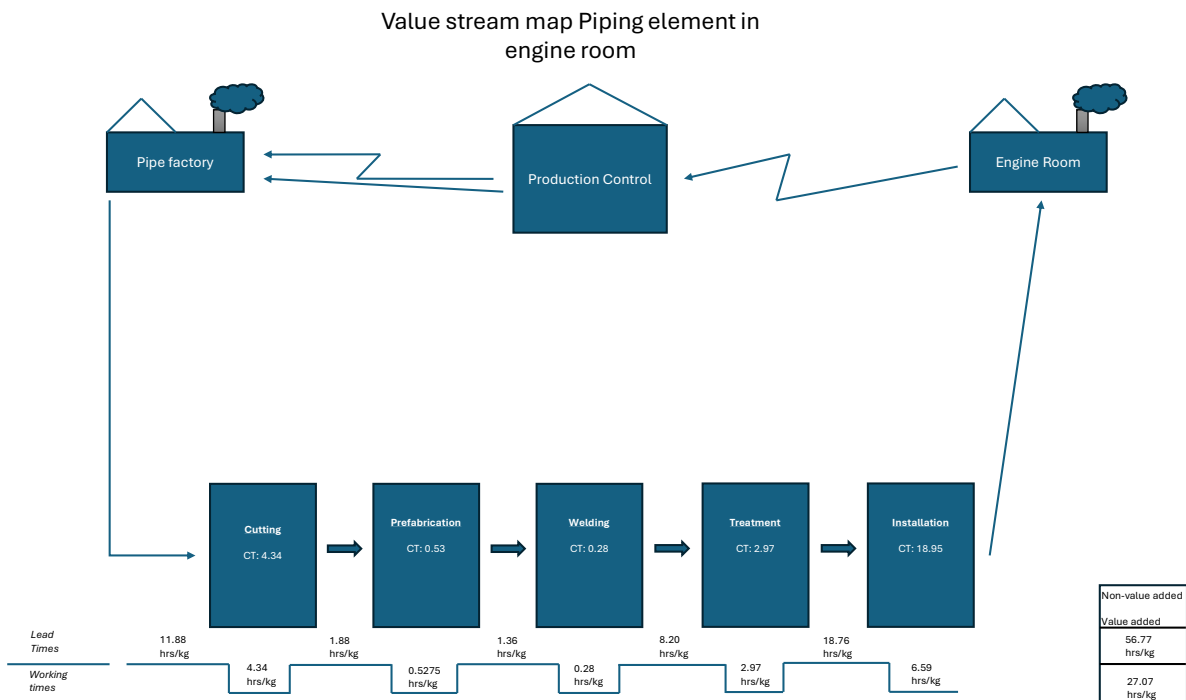 Value stream map Piping element in
engine room
Pipe factory
Production Control
Engine Room
Cutting
CT: 4.34
Prefabrication
CT: 0.53
Welding
CT: 0.28
Treatment
CT: 2.97
Installation
CT: 18.95
Non-value added
Value added
56.77
hrs/kg
27.07
hrs/kg
Lead
Times
11.88
hrs/kg
1.88
hrs/kg
1.36
hrs/kg
8.20
hrs/kg
18.76
hrs/kg
Working
times
4.34
hrs/kg
0.5275
hrs/kg
0.28
hrs/kg
2.97
hrs/kg
6.59
hrs/kg